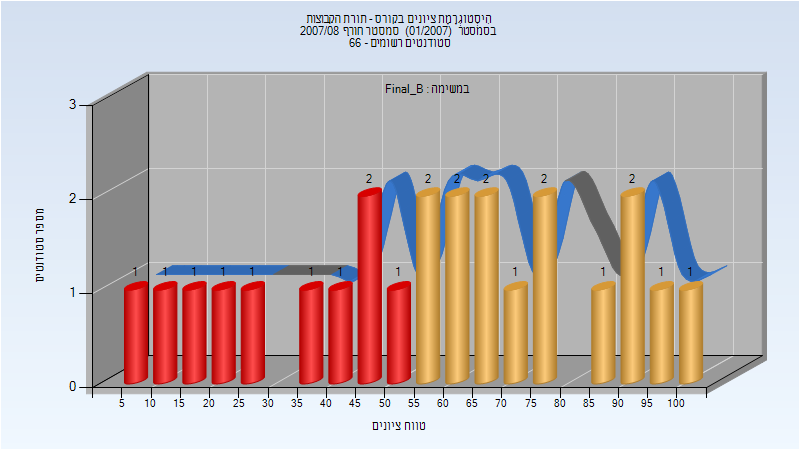 היסטוגרמת ציונים בקורס - תורת הקבוצות
בסמסטר (01/2007) סמסטר חורף 2007/08
סטודנטים רשומים - 66
במשימה : Final_B
3
2
1
0
מספר סטודנטים
1 1 1 1 1 1 1 2 1 2 2 2 1 2 1 2 1 1
5 10 15 20 25 30 35 40 45 50 55 60 65 70 75 80 85 90 95 100
טווח ציונים